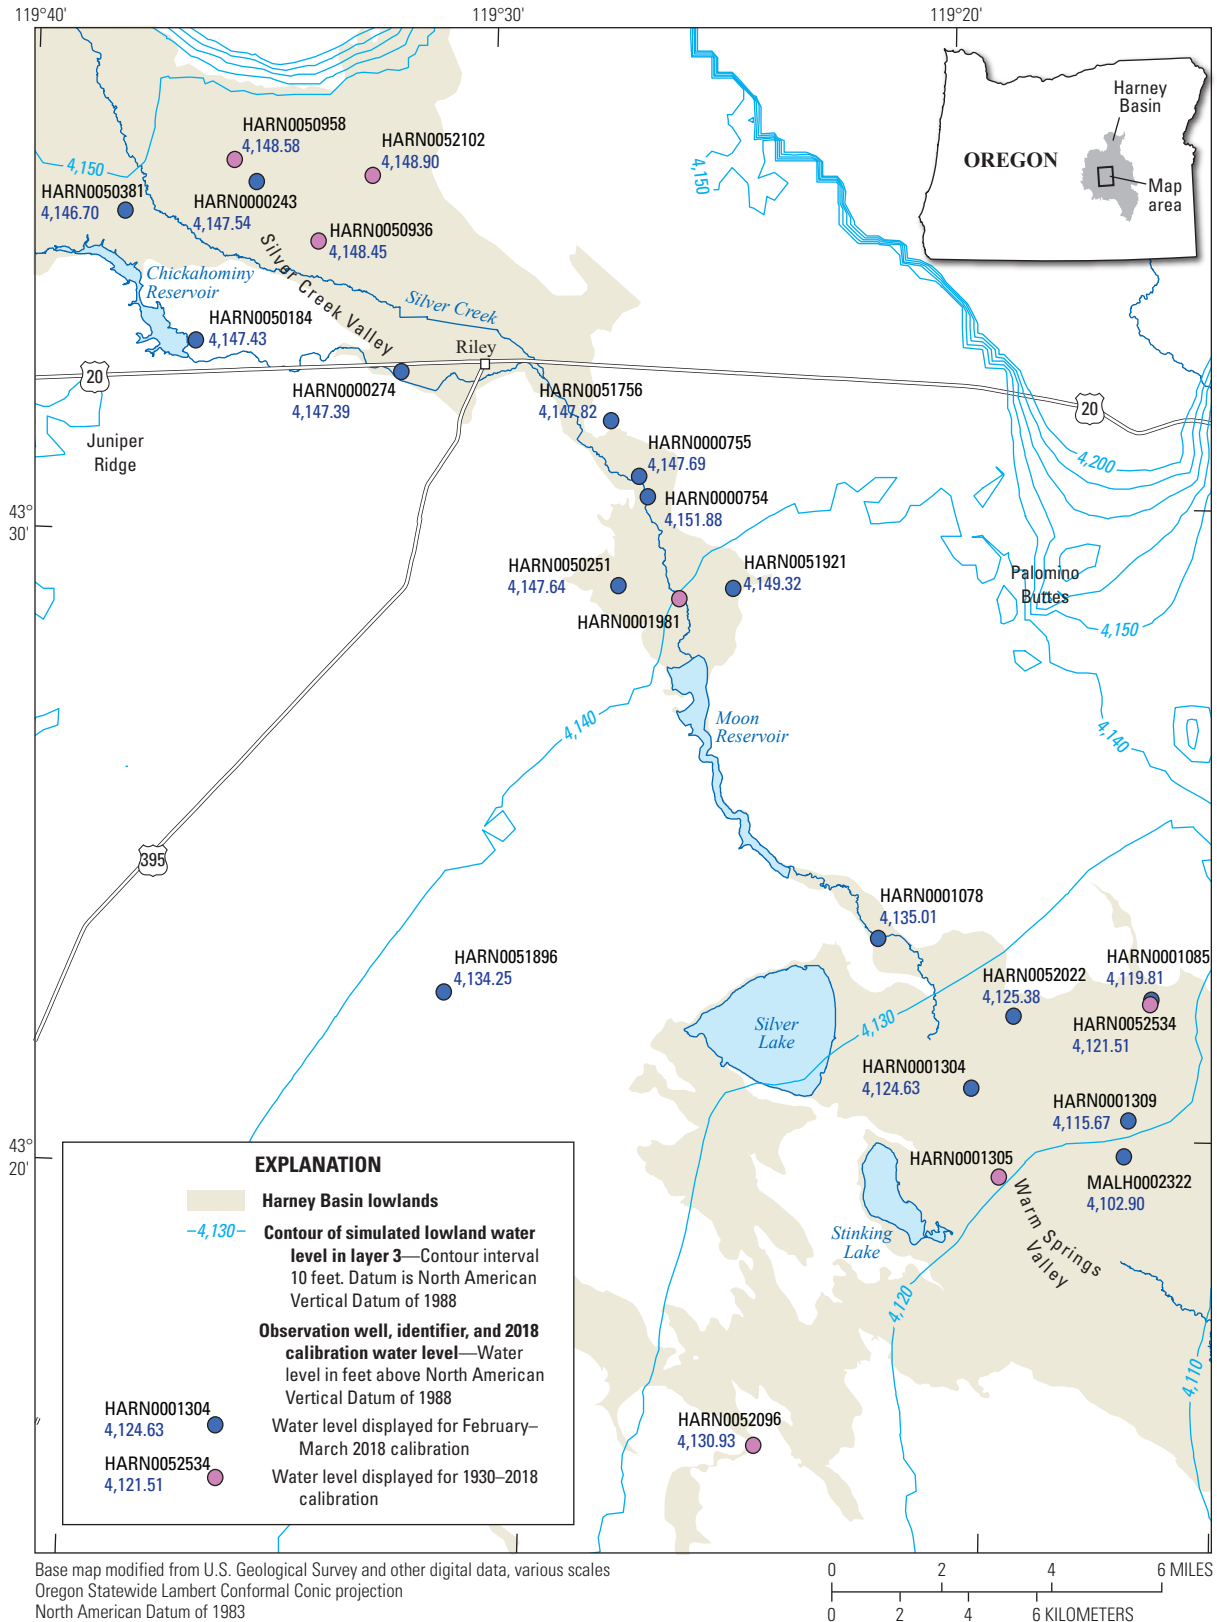 119°40'
119°30'
119°20'
Harney
Basin
OREGON
Map
area
HARN0050958
4,148.58
HARN0052102
4,148.90
4,150
4,150
HARN0050381
4,146.70
HARN0000243
4,147.54
HARN0050936
4,148.45
Silver Creek Valley
Chickahominy
Reservoir
Silver Creek
HARN0050184
4,147.43
Riley
20
HARN0000274
4,147.39
HARN0051756
4,147.82
20
Juniper
Ridge
HARN0000755
4,147.69
4,200
HARN0000754
4,151.88
43°
30'
HARN0050251
4,147.64
HARN0051921
4,149.32
Palomino
Buttes
HARN0001981
4,150
4,140
Moon
Reservoir
4,140
395
HARN0001078
4,135.01
HARN0051896
4,134.25
HARN0052022
4,125.38
HARN0001085
4,119.81
Silver
Lake
4,130
HARN0052534
4,121.51
HARN0001304
4,124.63
HARN0001309
4,115.67
43°
20'
HARN0001305
MALH0002322
4,102.90
Warm Springs
Valley
Stinking
Lake
4,120
4,110
HARN0052096
4,130.93
EXPLANATION
Harney Basin lowlands
–4,130– Contour of simulated lowland water
level in layer 3—Contour interval
10 feet. Datum is North American
Vertical Datum of 1988
Observation well, identifier, and 2018
calibration water level—Water
level in feet above North American
Vertical Datum of 1988
HARN0001304
4,124.63
Water level displayed for February–
March 2018 calibration
HARN0052534
4,121.51
Water level displayed for 1930–2018
calibration
Base map modified from U.S. Geological Survey and other digital data, various scales
Oregon Statewide Lambert Conformal Conic projection
North American Datum of 1983
0 2 4 6 MILES
0 2 4 6 KILOMETERS